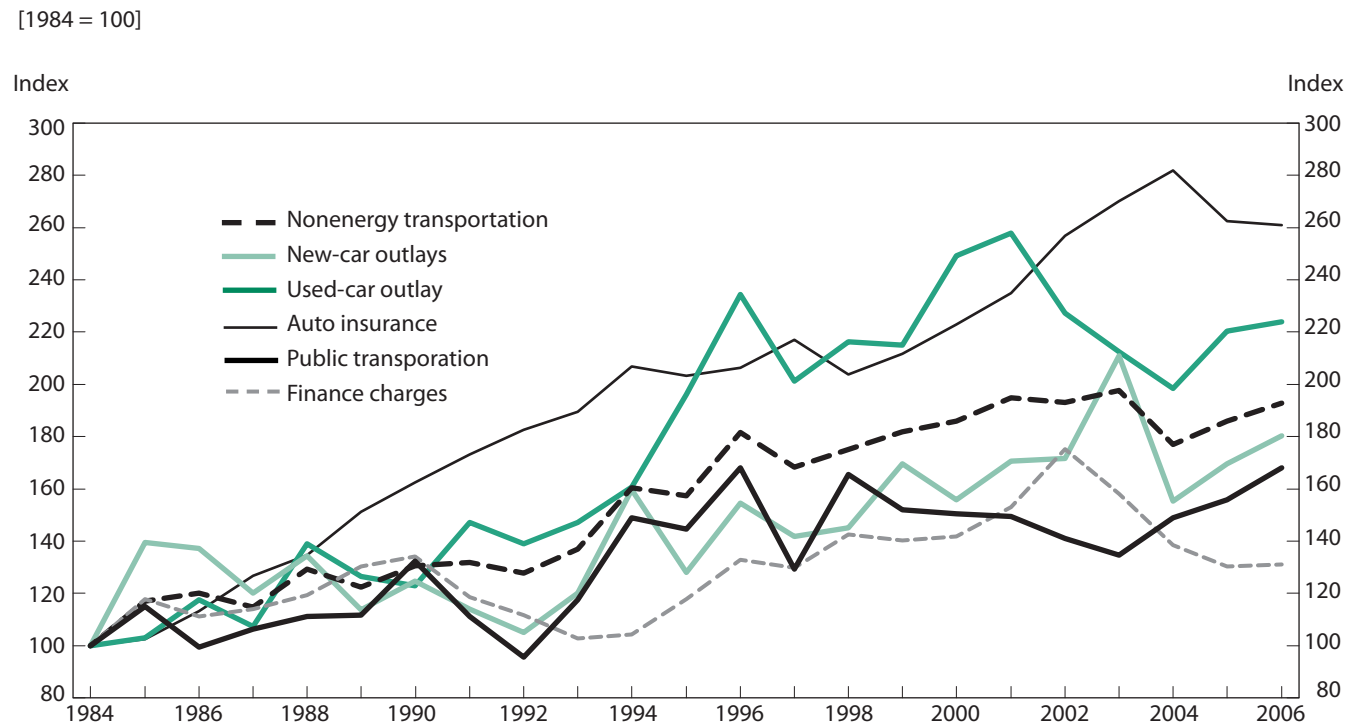 [1984 = 100]
Index Index
300 300
280 280
260 260
240 240
220 220
200 200
180 180
160 160
140 140
120 120
100 100
80 80
Nonenergy transportation
New-car outlays
Used-car outlay
Auto insurance
Public transporation
Finance charges
1984 1986 1988 1990 1992 1994 1996 1998 2000 2002 2004 2006